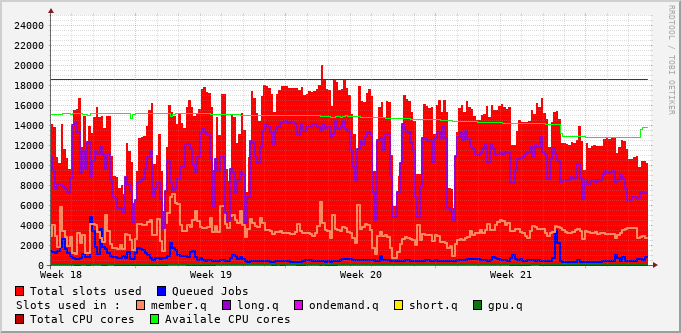 24000
22000
20000
18000
16000
14000
12000
10000
8000
6000
4000
2000
0
Week 18 Week 19 Week 20 Week 21
RRDTOOL / TOBI OETIKER
Total slots used Queued Jobs
Slots used in : member.q long.q ondemand.q short.q gpu.q
Total CPU cores Availale CPU cores